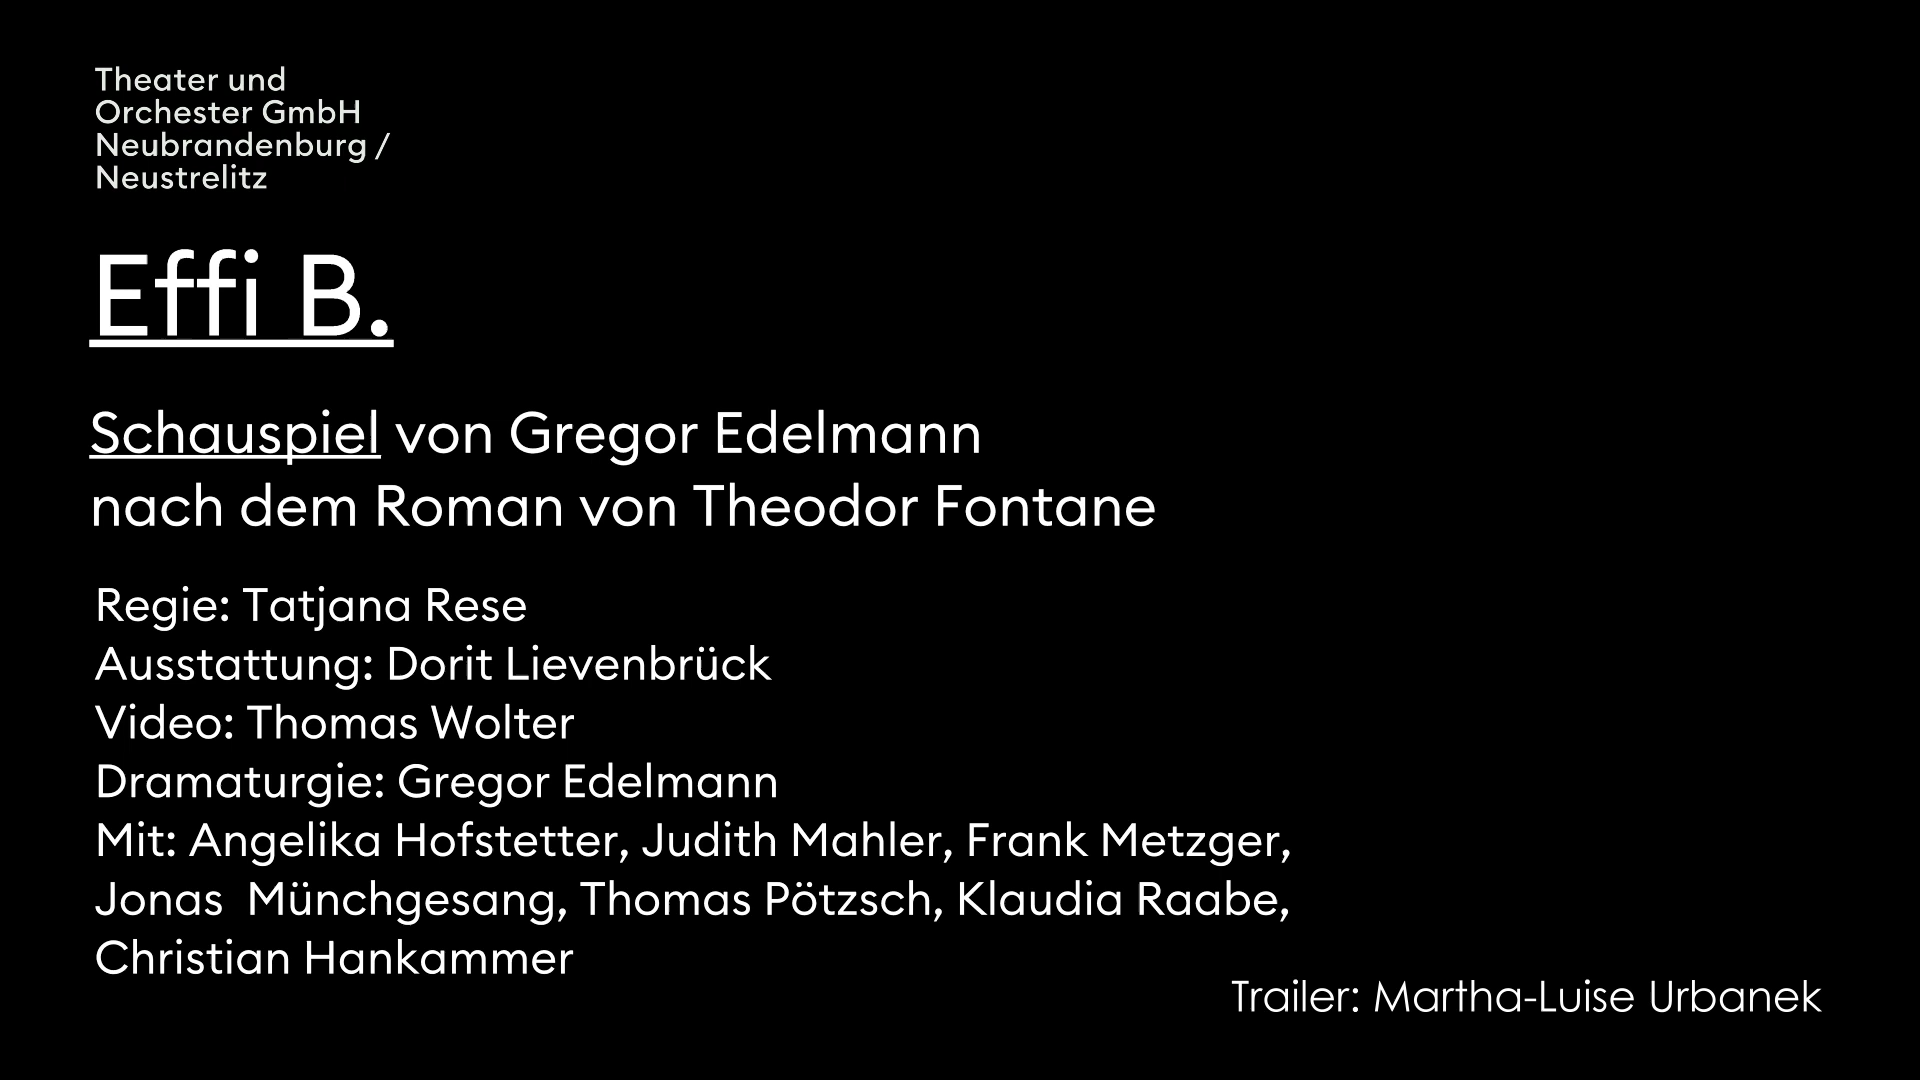 Theater und
Orchester GmbH
Neubrandenburg /
Neustrelitz
Effi B.
Schauspiel von Gregor Edelmann
nach dem Roman von Theodor Fontane
Regie: Tatjana Rese
Ausstattung: Dorit Lievenbrück
Video: Thomas Wolter
Dramaturgie: Gregor Edelmann
Mit: Angelika Hofstetter, Judith Mahler, Frank Metzger,
Jonas  Münchgesang, Thomas Pötzsch, Klaudia Raabe,
Christian Hankammer
Trailer: Martha-Luise Urbanek